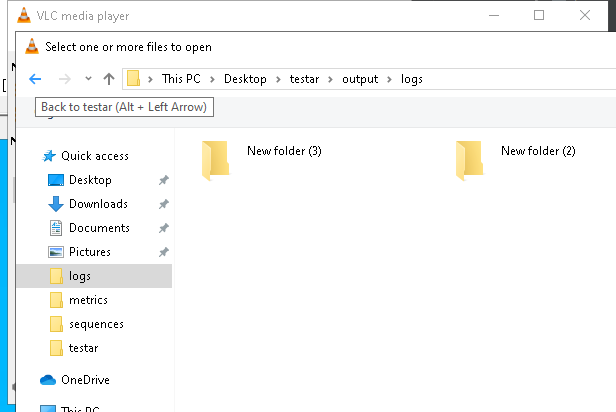 VLC media player
Select one or more files to open
This PC > Desktop > testar > output > logs
Back to testar (Alt + Left Arrow)
New folder (3)
New folder (2)
Quick access
Desktop
Downloads
Documents
Pictures
logs
metrics
sequences
testar
OneDrive
This PC